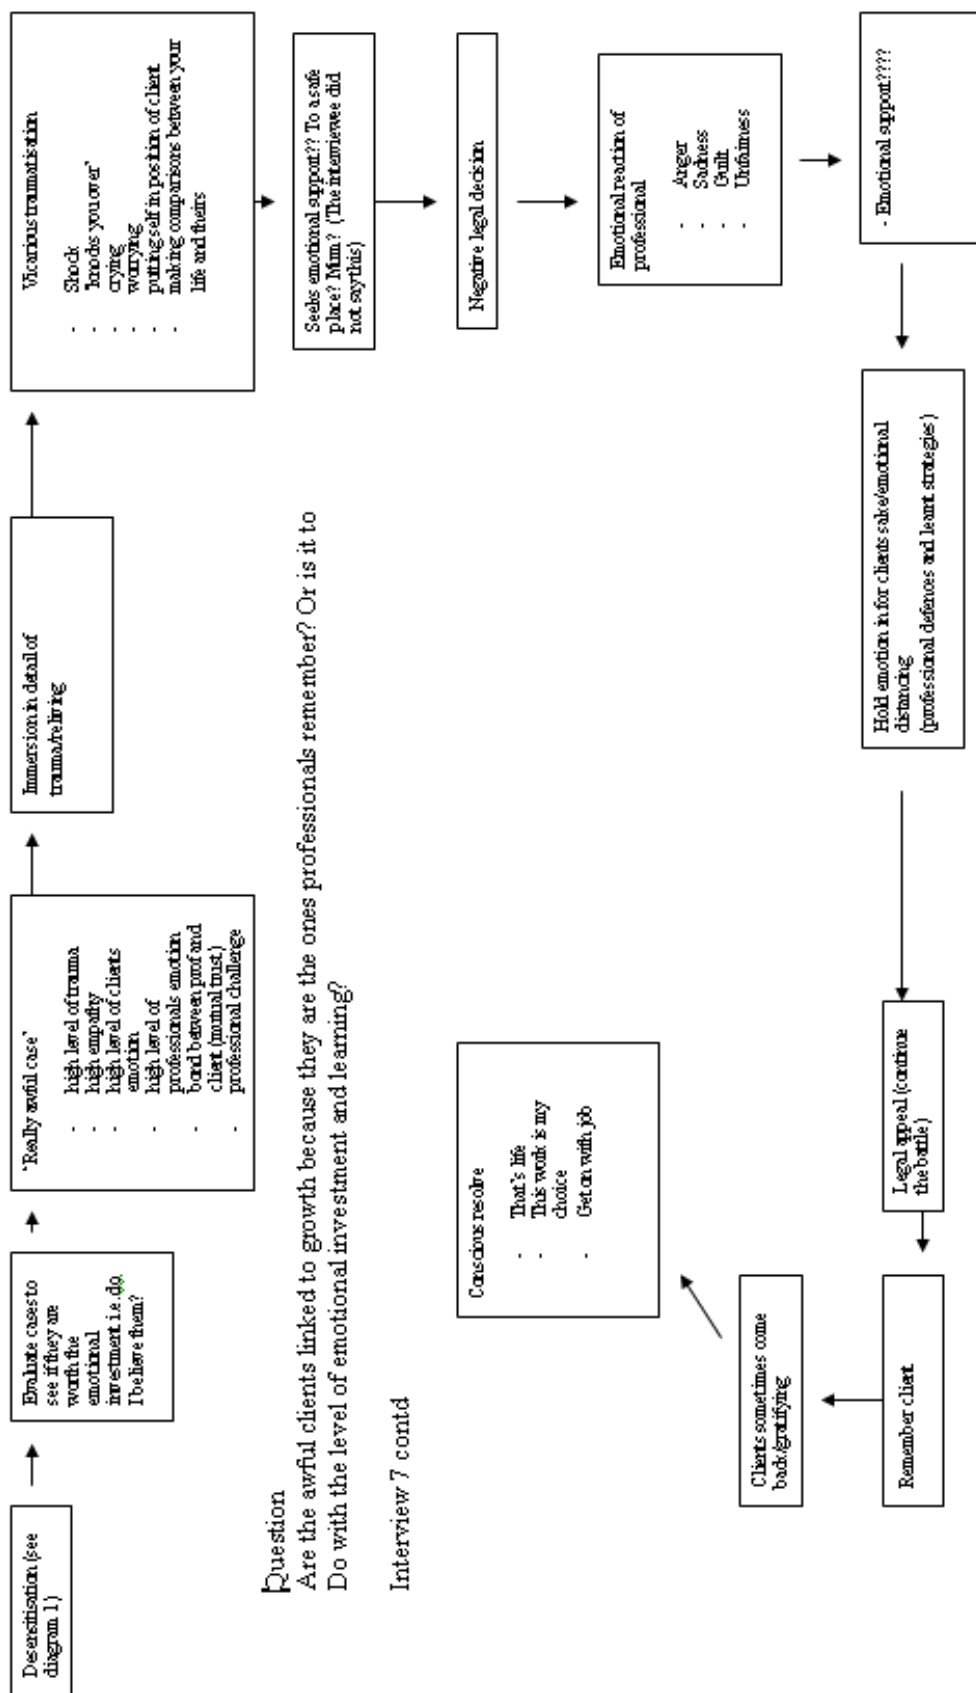 Desensitisation (see
diagram 1)
Evaluate cases to
see if they are
worth the
emotional
investment i.e. do
I believe them?
'Really awful case'
- high level of trauma
- high empathy
- high level of clients
emotion
- high level of
professionals emotion
- bond between prof and
client (mutual trust)
- professional challenge
Immersion in detail of
trauma/reliving
Vicarious traumatisation
- Shock
- 'knocks you over'
- crying
- worrying
- putting self in position of client
- making comparisons between your
life and theirs
Seeks emotional support?? To a safe
place? Mum? (The interviewee did
not say this)
Negative legal decision
Emotional reaction of
professional
- Anger
- Sadness
- Guilt
- Unfairness
- Emotional support????
Hold emotion in for clients sake/emotional
distancing
(professional defences and learnt strategies)
Legal appeal (continue
the battle)
Remember client
Clients sometimes come
back/gratifying
Conscious resolve
- That's life
- This work is my
choice
- Get on with job
Question
Are the awful clients linked to growth because they are the ones professionals remember? Or is it to
Do with the level of emotional investment and learning?
Interview 7 contd